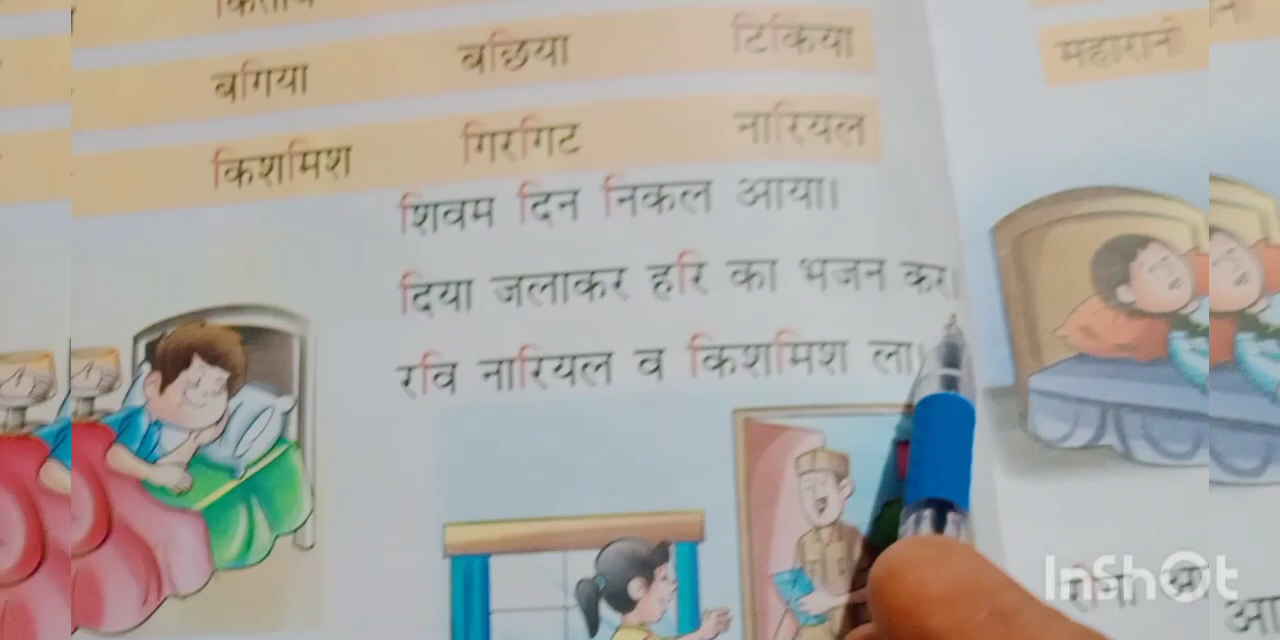 बगिया बछिया टिकिया
किशमिश गिरगिट नारियल
शिवम दिन निकल आया।
दिया जलाकर हरि का भजन कर।
रवि नारियल व किशमिश ला।
महारानी
InShOt